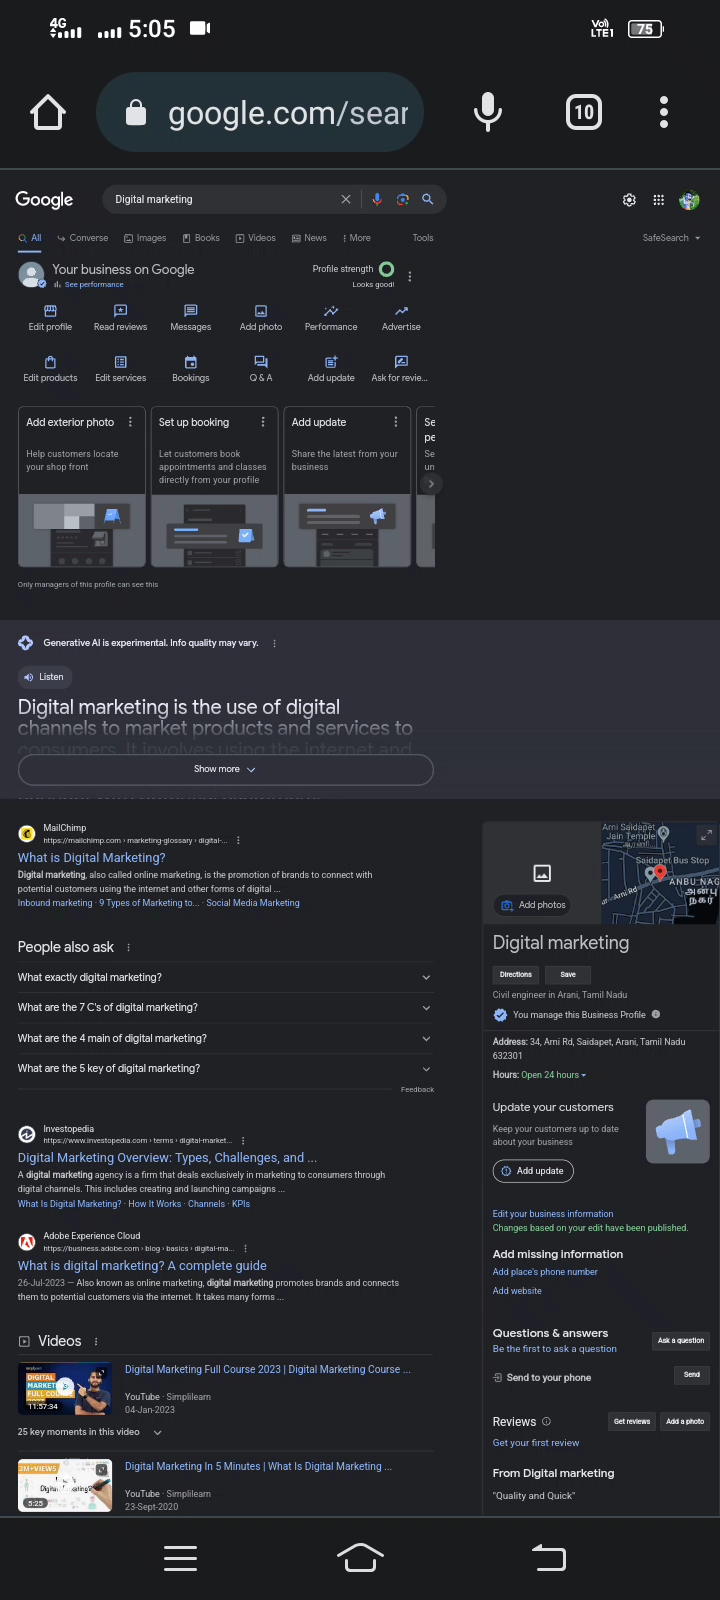 4G 5:05 Vo) LTE1 75
google.com/sear
10
Google Digital marketing
All Converse Images Books Videos News More Tools SafeSearch
Your business on Google
See performance
Profile strength
Looks good!
Edit profile Read reviews Messages Add photo Performance Advertise
Edit products Edit services Bookings Q & A Add update Ask for revie...
Add exterior photo
Help customers locate
your shop front
Set up booking
Let customers book
appointments and classes
directly from your profile
Add update
Share the latest from your
business
Se
pe
Se
un
Only managers of this profile can see this
Generative AI is experimental. Info quality may vary.
Listen
Digital marketing is the use of digital
channels to market products and services to
consumers. It involves using the internet and
Show more
MailChimp
https://mailchimp.com › marketing-glossary › digital-...
What is Digital Marketing?
Digital marketing, also called online marketing, is the promotion of brands to connect with
potential customers using the internet and other forms of digital ...
Inbound marketing · 9 Types of Marketing to... · Social Media Marketing
People also ask
What exactly digital marketing?
What are the 7 C's of digital marketing?
What are the 4 main of digital marketing?
What are the 5 key of digital marketing?
Feedback
Investopedia
https://www.investopedia.com › terms › digital-market...
Digital Marketing Overview: Types, Challenges, and ...
A digital marketing agency is a firm that deals exclusively in marketing to consumers through
digital channels. This includes creating and launching campaigns ...
What Is Digital Marketing? · How It Works · Channels · KPIs
Adobe Experience Cloud
https://business.adobe.com › blog › basics › digital-ma...
What is digital marketing? A complete guide
26-Jul-2023 — Also known as online marketing, digital marketing promotes brands and connects
them to potential customers via the internet. It takes many forms ...
Videos
DIGITAL
MARKETI
FULL COURSE
11:57:34
Digital Marketing Full Course 2023 | Digital Marketing Course ...
YouTube · Simplilearn
04-Jan-2023
25 key moments in this video
M+VIEWS
5:25
Digital Marketing In 5 Minutes | What Is Digital Marketing ...
YouTube · Simplilearn
23-Sept-2020
Add photos
Arni Saidapet
Jain Temple
Saidapet Bus Stop
Arni Rd
ANBU NAG
அன்பு
நகர்
Digital marketing
Directions Save
Civil engineer in Arani, Tamil Nadu
You manage this Business Profile
Address: 34, Arni Rd, Saidapet, Arani, Tamil Nadu
632301
Hours: Open 24 hours
Update your customers
Keep your customers up to date
about your business
Add update
Edit your business information
Changes based on your edit have been published.
Add missing information
Add place's phone number
Add website
Questions & answers
Be the first to ask a question
Ask a question
Send to your phone
Send
Reviews
Get reviews Add a photo
Get your first review
From Digital marketing
"Quality and Quick"